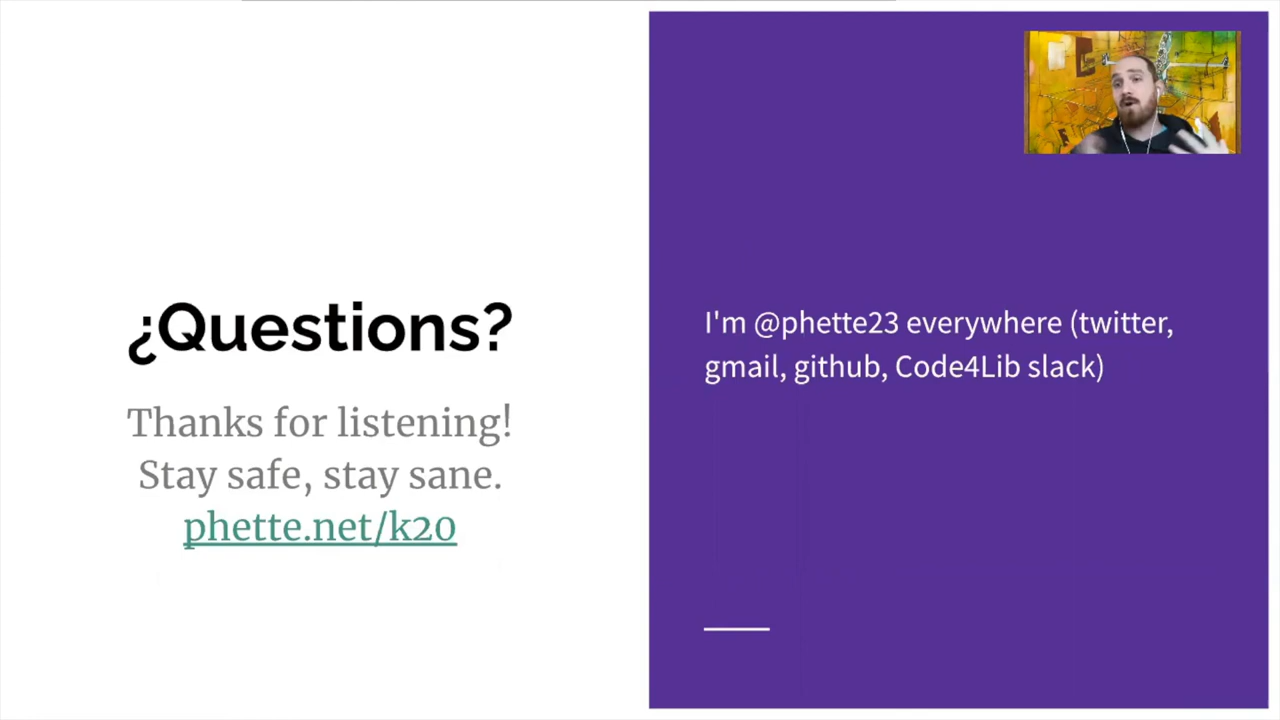 ¿Questions?
Thanks for listening!
Stay safe, stay sane.
phette.net/k20
I'm @phette23 everywhere (twitter,
gmail, github, Code4Lib slack)